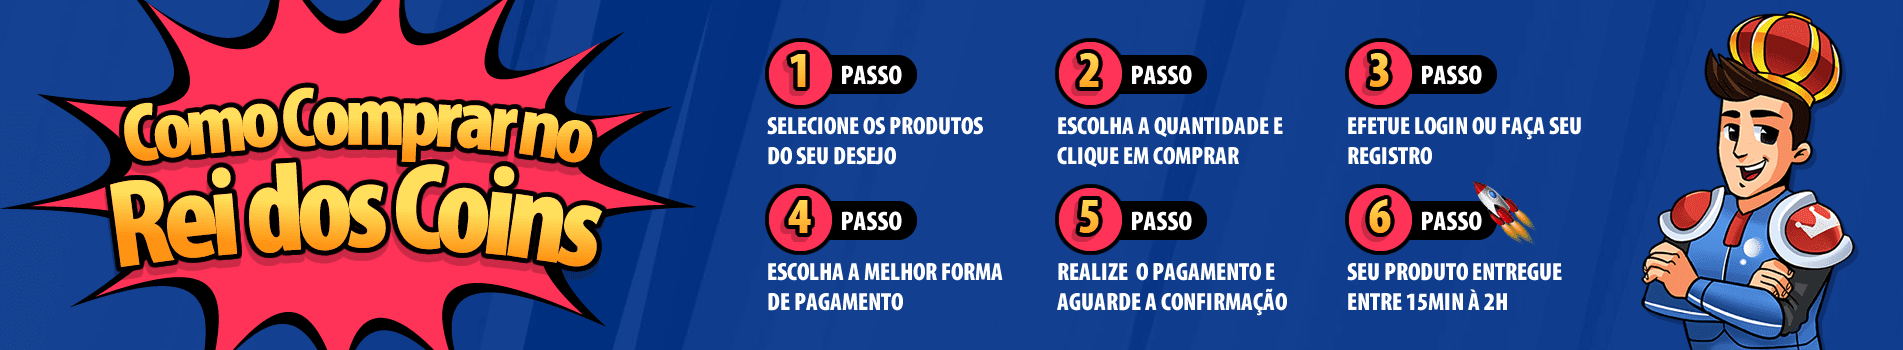 Como Comprar no
Rei dos Coins
1 PASSO
SELECIONE OS PRODUTOS
DO SEU DESEJO
2 PASSO
ESCOLHA A QUANTIDADE E
CLIQUE EM COMPRAR
3 PASSO
EFETUE LOGIN OU FAÇA SEU
REGISTRO
4 PASSO
ESCOLHA A MELHOR FORMA
DE PAGAMENTO
5 PASSO
REALIZE O PAGAMENTO E
AGUARDE A CONFIRMAÇÃO
6 PASSO
SEU PRODUTO ENTREGUE
ENTRE 15MIN À 2H